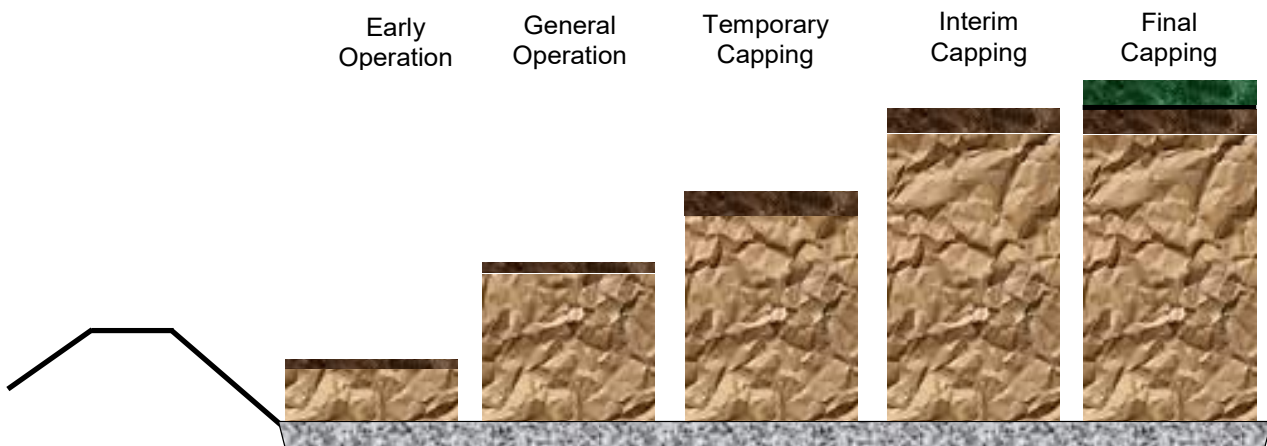 Early
Operation
General
Operation
Temporary
Capping
Interim
Capping
Final
Capping